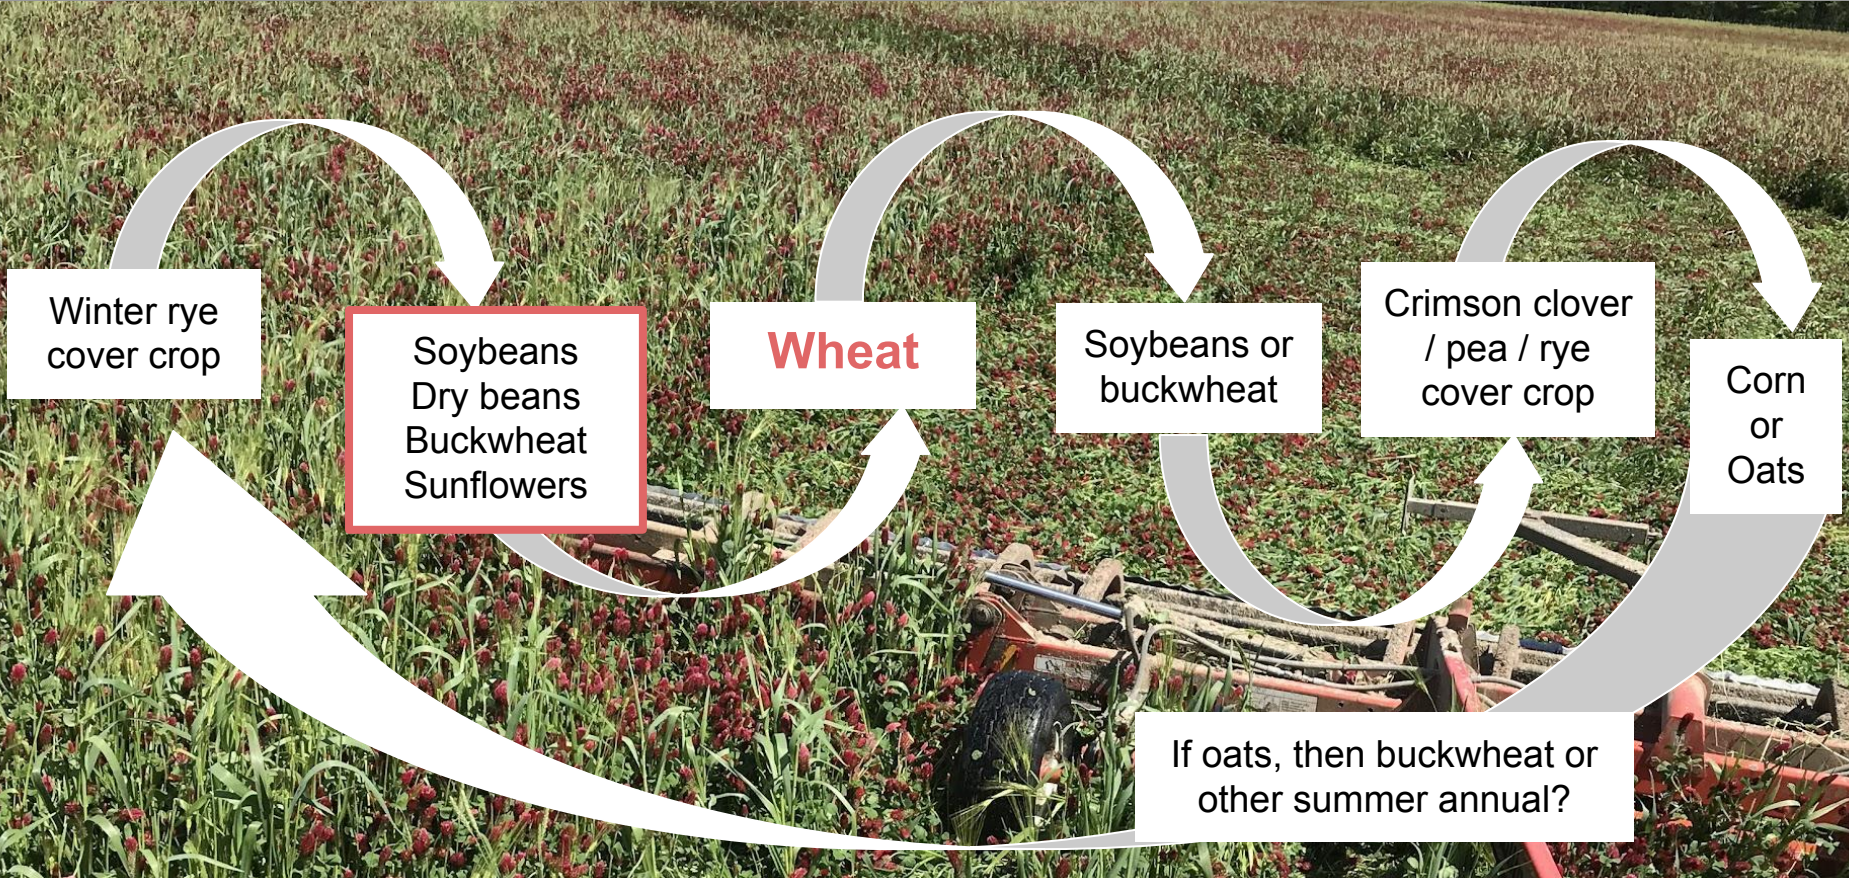 Winter rye
cover crop
Soybeans
Dry beans
Buckwheat
Sunflowers
Wheat
Soybeans or
buckwheat
Crimson clover
/ pea / rye
cover crop
Corn
or
Oats
If oats, then buckwheat or
other summer annual?